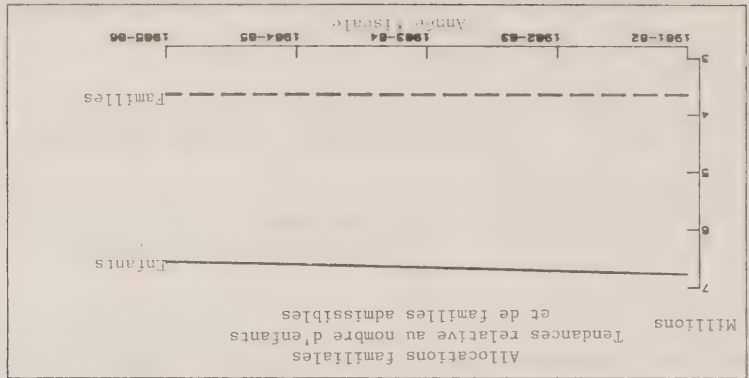 Allocations familiales
Tendances relative au nombre d'enfants
et de familles admissibles
Millions
7
Enfants
6
5
4
Familles
3
1981-82 1982-83 1983-84 1984-85 1985-86
Année fiscale